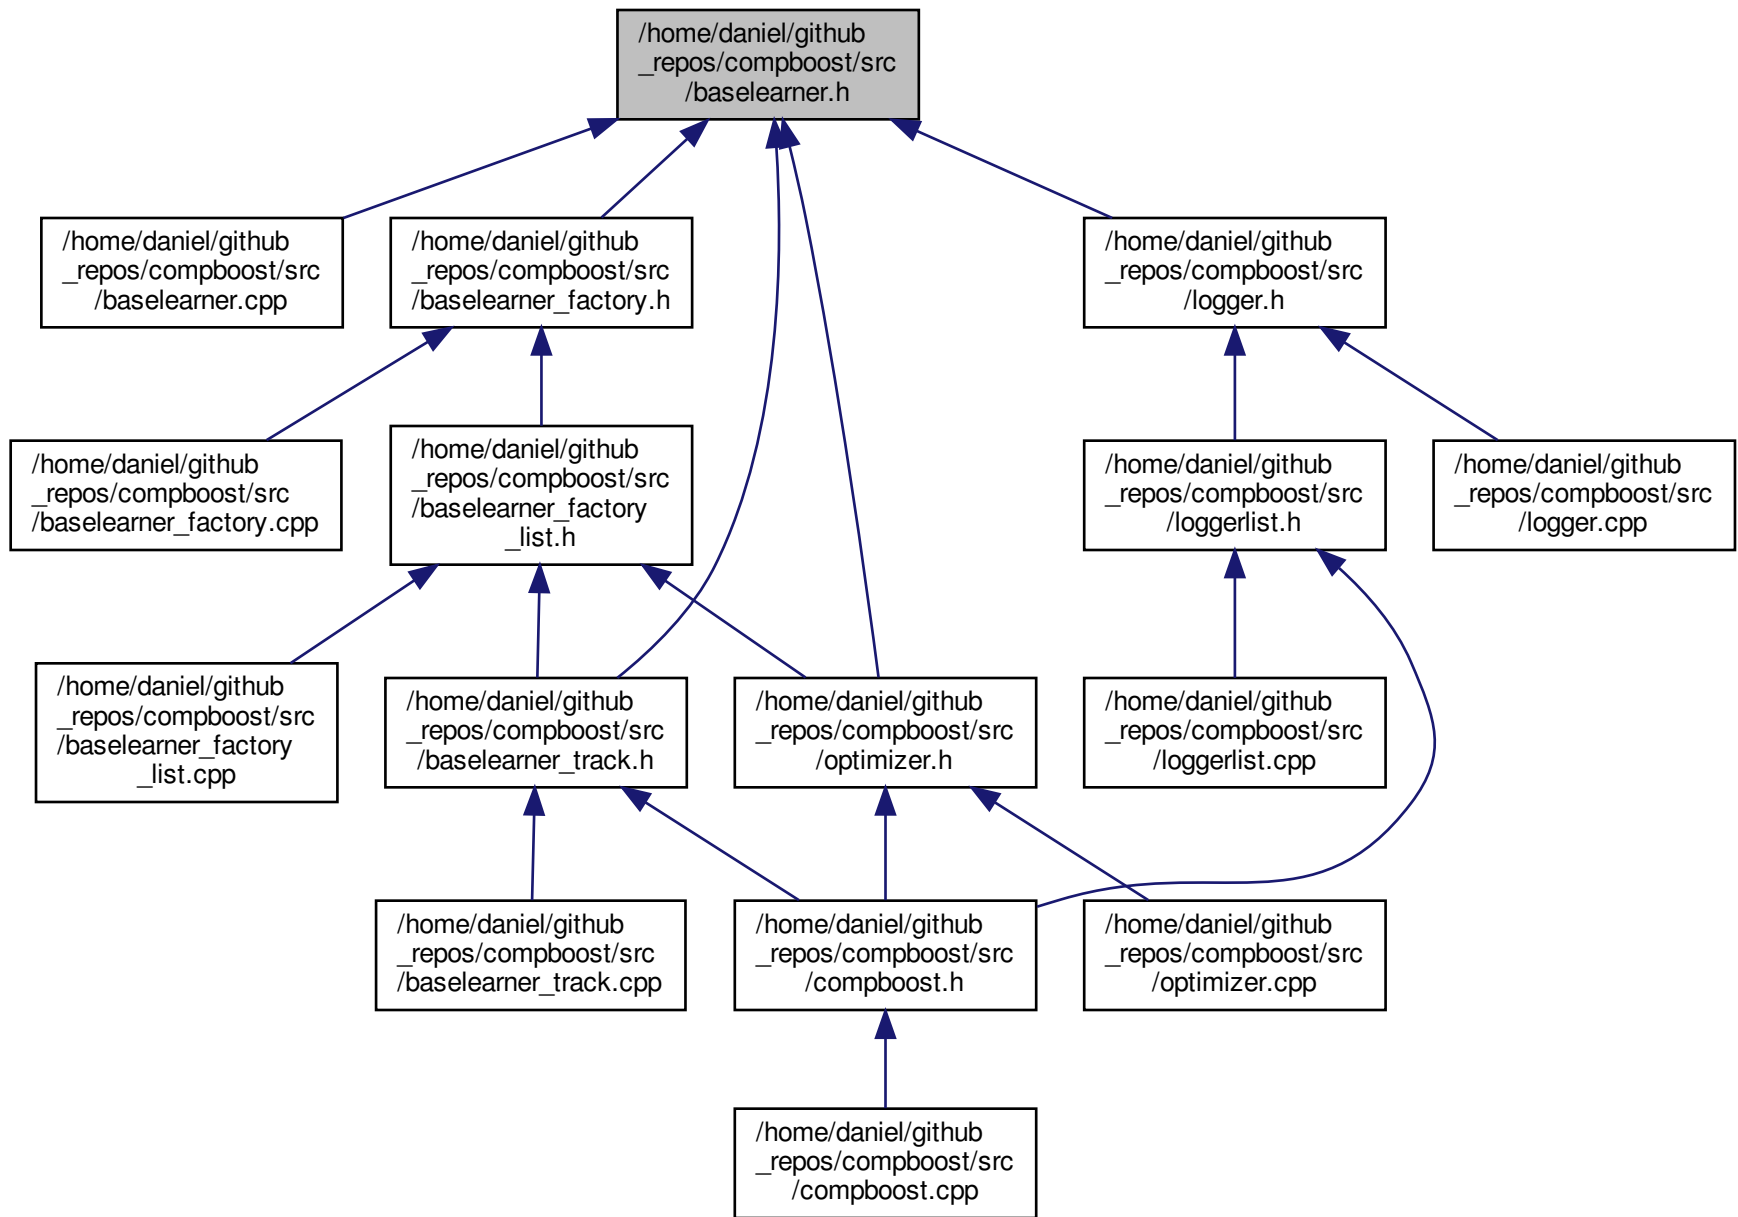 /home/daniel/github
_repos/compboost/src
/baselearner.h
/home/daniel/github
_repos/compboost/src
/baselearner.cpp
/home/daniel/github
_repos/compboost/src
/baselearner_factory.h
/home/daniel/github
_repos/compboost/src
/logger.h
/home/daniel/github
_repos/compboost/src
/baselearner_factory.cpp
/home/daniel/github
_repos/compboost/src
/baselearner_factory
_list.h
/home/daniel/github
_repos/compboost/src
/loggerlist.h
/home/daniel/github
_repos/compboost/src
/logger.cpp
/home/daniel/github
_repos/compboost/src
/baselearner_factory
_list.cpp
/home/daniel/github
_repos/compboost/src
/baselearner_track.h
/home/daniel/github
_repos/compboost/src
/optimizer.h
/home/daniel/github
_repos/compboost/src
/loggerlist.cpp
/home/daniel/github
_repos/compboost/src
/baselearner_track.cpp
/home/daniel/github
_repos/compboost/src
/compboost.h
/home/daniel/github
_repos/compboost/src
/optimizer.cpp
/home/daniel/github
_repos/compboost/src
/compboost.cpp